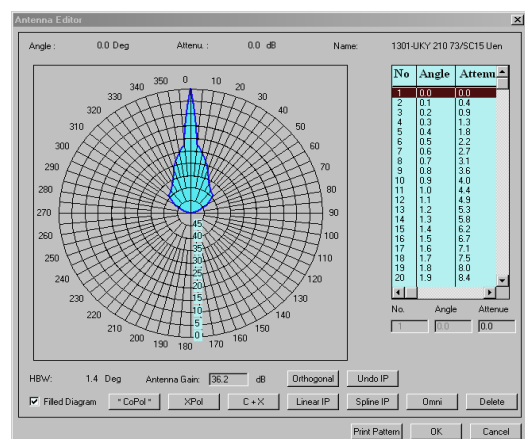 Antenna Editor
Angle : 0.0 Deg Attenu. : 0.0 dB Name: 1301-UKY 210 73/SC15 Uen
0
350 10
340 20
330 30
320 40
310 50
300 60
290 70
280 80
270 90
260 100
250 110
240 120
230 130
220 140
210 150
200 160
190 170
180
45
40
35
30
25
20
15
10
5
0
No Angle Attenu
1 0.0 0.0
2 0.1 0.4
3 0.2 0.9
4 0.3 1.3
5 0.4 1.8
6 0.5 2.2
7 0.6 2.7
8 0.7 3.1
9 0.8 3.6
10 0.9 4.0
11 1.0 4.4
12 1.1 4.9
13 1.2 5.3
14 1.3 5.8
15 1.4 6.2
16 1.5 6.7
17 1.6 7.1
18 1.7 7.5
19 1.8 8.0
20 1.9 8.4
No. Angle Attenue
1 0.0 0.0
HBW: 1.4 Deg Antenna Gain: 36.2 dB Orthogonal Undo IP
Filled Diagram " CoPol " XPol C + X Linear IP Spline IP Omni Delete
Print Pattern OK Cancel